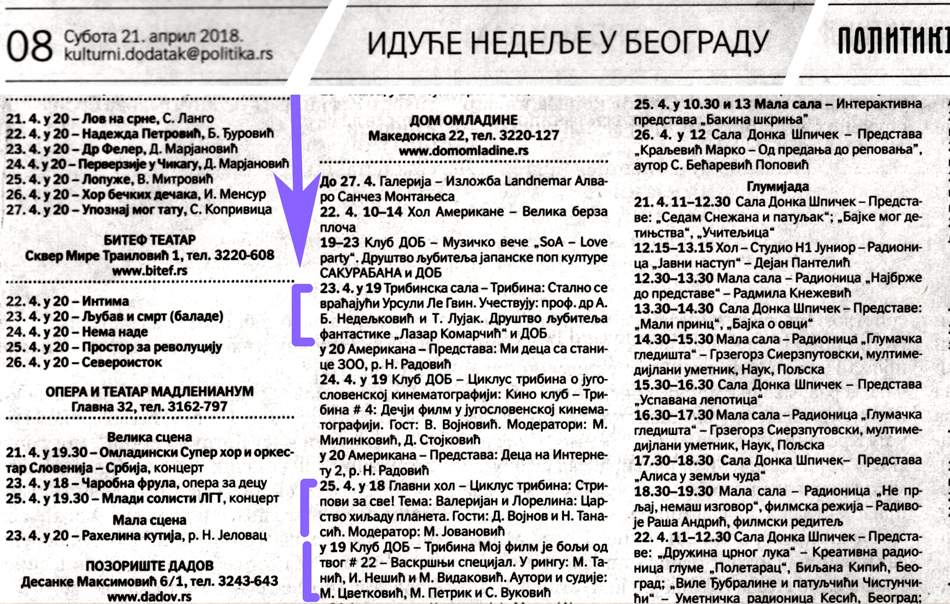 08
Субота 21. април 2018.
kulturni.dodatak@politika.rs
ИДУЋЕ НЕДЕЉЕ У БЕОГРАДУ
21. 4. у 20 – Лов на срне, С. Ланго
22. 4. у 20 – Надежда Петровић, Б. Ђуровић
23. 4. у 20 – Др Фелер, Д. Марјановић
24. 4. у 20 – Перверзије у Чикагу, Д. Марјановић
25. 4. у 20 – Лопуже, В. Митровић
26. 4. у 20 – Хор бечких дечака, И. Менсур
27. 4. у 20 – Упознај мог тату, С. Копривица
БИТЕФ ТЕАТАР
Сквер Мире Траиловић 1, тел. 3220-608
www.bitef.rs
22. 4. у 20 – Интима
23. 4. у 20 – Љубав и смрт (баладе)
24. 4. у 20 – Нема наде
25. 4. у 20 – Простор за револуцију
26. 4. у 20 – Североисток
ОПЕРА И ТЕАТАР МАДЛЕНИАНУМ
Главна 32, тел. 3162-797
Велика сцена
21. 4. у 19.30 – Омладински Супер хор и оркес-
тар Словенија – Србија, концерт
23. 4. у 18 – Чаробна фрула, опера за децу
25. 4. у 19.30 – Млади солисти ЛГТ, концерт
Мала сцена
23. 4. у 20 – Рахелина кутија, р. Н. Јеловац
ПОЗОРИШТЕ ДАДОВ
Десанке Максимовић 6/1, тел. 3243-643
www.dadov.rs
ДОМ ОМЛАДИНЕ
Македонска 22, тел. 3220-127
www.domomladine.rs
До 27. 4. Галерија – Изложба Landnemar Алва-
ро Санчез Монтањеса
22. 4. 10–14 Хол Американе – Велика берза
плоча
19–23 Клуб ДОБ – Музичко вече „SoA – Love
party“. Друштво љубитеља јапанске поп културе
САКУРАБАНА и ДОБ
23. 4. у 19 Трибинска сала – Трибина: Стално се
враћајући Урсули Ле Гвин. Учествују: проф. др А.
Б. Недељковић и Т. Лујак. Друштво љубитеља
фантастике „Лазар Комарчић“ и ДОБ
у 20 Американа – Представа: Ми деца са стани-
це ЗОО, р. Н. Радовић
24. 4. у 19 Клуб ДОБ – Циклус трибина о југо-
словенској кинематографији: Кино клуб – Три-
бина # 4: Дечји филм у југословенској кинема-
тографији. Гост: В. Војновић. Модератори: М.
Милинковић, Д. Стојковић
у 20 Американа – Представа: Деца на Интерне-
ту 2, р. Н. Радовић
25. 4. у 18 Главни хол – Циклус трибина: Стри-
пови за све! Тема: Валеријан и Лорелина: Цар-
ство хиљаду планета. Гости: Д. Војнов и Н. Тана-
сић. Модератор: М. Јовановић
у 19 Клуб ДОБ – Трибина Мој филм је бољи од
твог # 22 – Васкршњи специјал. У рингу: М. Та-
нић, И. Нешић и М. Видаковић. Аутори и судије:
М. Цветковић, М. Петрик и С. Вуковић
ПОЛИТИК
25. 4. у 10.30 и 13 Мала сала – Интерактивна
представа „Бакина шкриња“
26. 4. у 12 Сала Донка Шпичек – Представа
„Краљевић Марко – Од предања до реповања“,
аутор С. Бећаревић Поповић
Глумијада
21. 4. 11–12.30 Сала Донка Шпичек – Представ-
ве: „Седам Снежана и патуљак“; „Бајке мог де-
тињства“, „Учитељица“
12.15–13.15 Хол – Студио Н1 Јуниор – Радиони-
ца „Јавни наступ“ – Дејан Пантелић
12.30–13.30 Мала сала – Радионица „Најбрже
до представе“ – Радмила Кнежевић
13.30–14.30 Сала Донка Шпичек – Представе:
„Мали принц“, „Бајка о овци“
14.30–15.30 Мала сала – Радионица „Глумачка
гледишта“ – Грзегорз Сиерзпутовски, мултиме-
дијлани уметник, Наук, Пољска
15.30–16.30 Сала Донка Шпичек – Представа
„Успавана лепотица“
16.30–17.30 Мала сала – Радионица „Глумачка
гледишта“ – Грзегорз Сиерзпутовски, мултиме-
дијлани уметник, Наук, Пољска
17.30–18.30 Сала Донка Шпичек– Представа
„Алиса у земљи чуда“
18.30–19.30 Мала сала – Радионица „Не пр-
љај, немаш изговор“, филмска режија – Радиво-
је Раша Андрић, филмски редитељ
22. 4. 11–12.30 Сала Донка Шпичек – Представ-
ве: „Дружина црног лука“ – Креативна радио-
ница глуме „Полетарац“, Биљана Кипић, Беог-
рад; „Виле Ђубралине и патуљчићи Чистунчи-
ћи“ – Уметничка радионица Кесић, Београд;